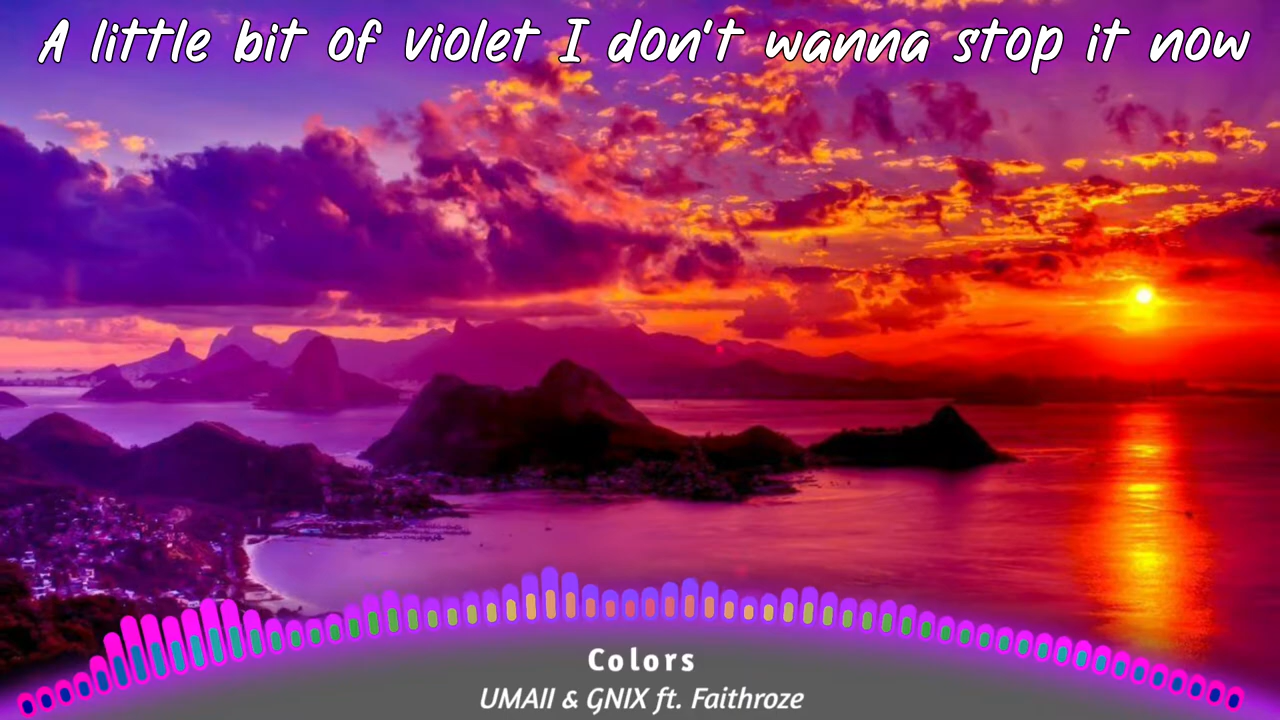 A little bit of violet I don't wanna stop it now
Colors
UMAII & GNIX ft. Faithroze